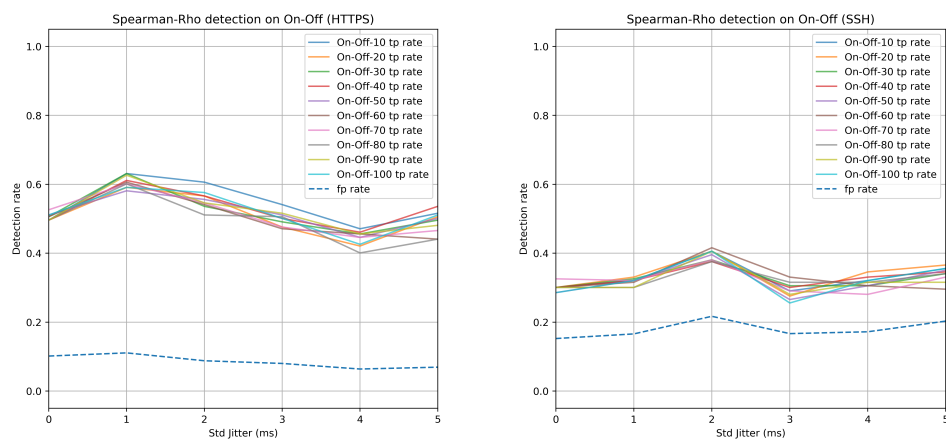 Spearman-Rho detection on On-Off (HTTPS)
Detection rate
1.0
0.8
0.6
0.4
0.2
0.0
On-Off-10 tp rate
On-Off-20 tp rate
On-Off-30 tp rate
On-Off-40 tp rate
On-Off-50 tp rate
On-Off-60 tp rate
On-Off-70 tp rate
On-Off-80 tp rate
On-Off-90 tp rate
On-Off-100 tp rate
fp rate
0 1 2 3 4 5
Std Jitter (ms)
Spearman-Rho detection on On-Off (SSH)
Detection rate
1.0
0.8
0.6
0.4
0.2
0.0
On-Off-10 tp rate
On-Off-20 tp rate
On-Off-30 tp rate
On-Off-40 tp rate
On-Off-50 tp rate
On-Off-60 tp rate
On-Off-70 tp rate
On-Off-80 tp rate
On-Off-90 tp rate
On-Off-100 tp rate
fp rate
0 1 2 3 4 5
Std Jitter (ms)